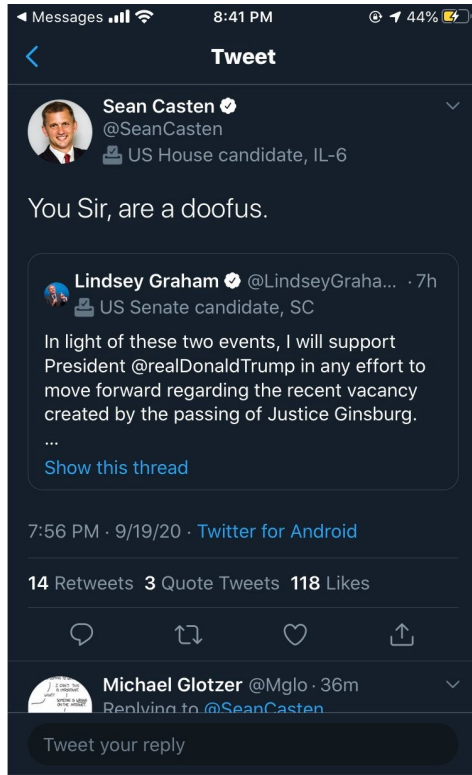 Messages 8:41 PM 44%
Tweet
Sean Casten
@SeanCasten
US House candidate, IL-6
You Sir, are a doofus.
Lindsey Graham @LindseyGraha... · 7h
US Senate candidate, SC
In light of these two events, I will support
President @realDonaldTrump in any effort to
move forward regarding the recent vacancy
created by the passing of Justice Ginsburg.
...
Show this thread
7:56 PM · 9/19/20 · Twitter for Android
14 Retweets 3 Quote Tweets 118 Likes
Michael Glotzer @Mglo · 36m
Replying to @SeanCasten
Tweet your reply